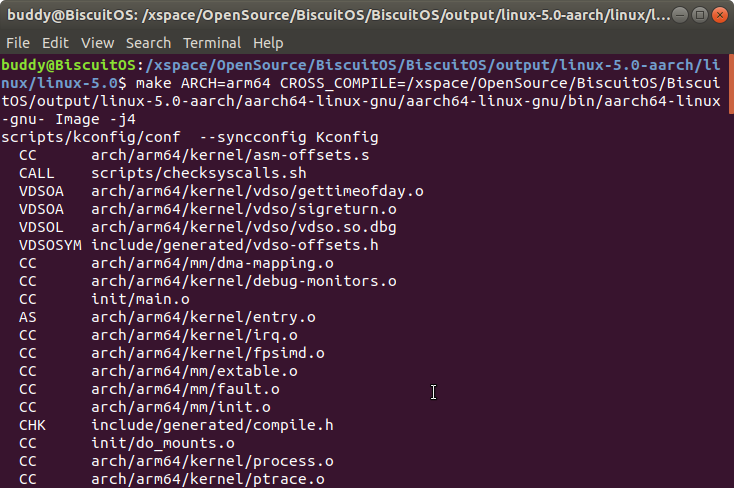 buddy@BiscuitOS: /xspace/OpenSource/BiscuitOS/BiscuitOS/output/linux-5.0-aarch/linux/l...
File Edit View Search Terminal Help
buddy@BiscuitOS:/xspace/OpenSource/BiscuitOS/BiscuitOS/output/linux-5.0-aarch/li
nux/linux-5.0$ make ARCH=arm64 CROSS_COMPILE=/xspace/OpenSource/BiscuitOS/Biscui
tOS/output/linux-5.0-aarch/aarch64-linux-gnu/aarch64-linux-gnu/bin/aarch64-linux
-gnu- Image -j4
scripts/kconfig/conf  --syncconfig Kconfig
  CC      arch/arm64/kernel/asm-offsets.s
  CALL    scripts/checksyscalls.sh
  VDSOA   arch/arm64/kernel/vdso/gettimeofday.o
  VDSOA   arch/arm64/kernel/vdso/sigreturn.o
  VDSOL   arch/arm64/kernel/vdso/vdso.so.dbg
  VDSOSYM include/generated/vdso-offsets.h
  CC      arch/arm64/mm/dma-mapping.o
  CC      arch/arm64/kernel/debug-monitors.o
  CC      init/main.o
  AS      arch/arm64/kernel/entry.o
  CC      arch/arm64/kernel/irq.o
  CC      arch/arm64/kernel/fpsimd.o
  CC      arch/arm64/mm/extable.o
  CC      arch/arm64/mm/fault.o
  CC      arch/arm64/mm/init.o
  CHK     include/generated/compile.h
  CC      init/do_mounts.o
  CC      arch/arm64/kernel/process.o
  CC      arch/arm64/kernel/ptrace.o